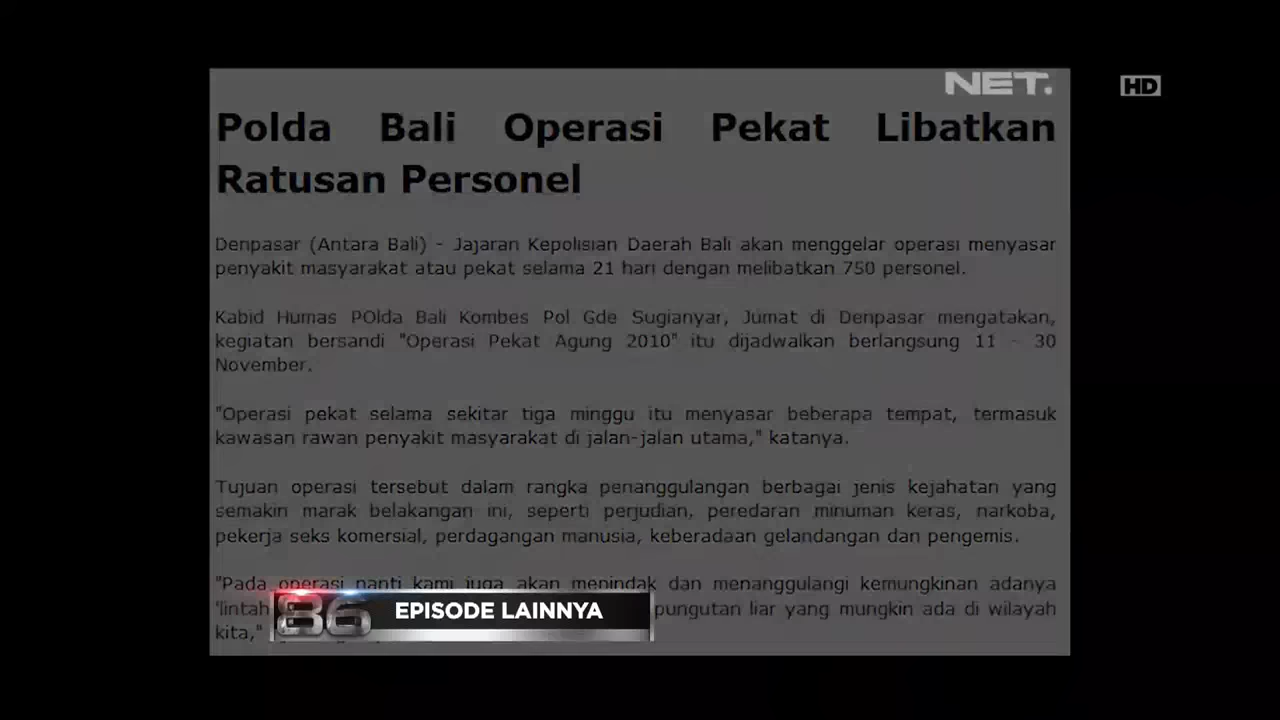 NET.
HD
Polda Bali Operasi Pekat Libatkan
Ratusan Personel
Denpasar (Antara Bali) - Jajaran Kepolisian Daerah Bali akan menggelar operasi menyasar
penyakit masyarakat atau pekat selama 21 hari dengan melibatkan 750 personel.
Kabid Humas POlda Bali Kombes Pol Gde Sugianyar, Jumat di Denpasar mengatakan,
kegiatan bersandi "Operasi Pekat Agung 2010" itu dijadwalkan berlangsung 11 - 30
November.
"Operasi pekat selama sekitar tiga minggu itu menyasar beberapa tempat, termasuk
kawasan rawan penyakit masyarakat di jalan-jalan utama," katanya.
Tujuan operasi tersebut dalam rangka penanggulangan berbagai jenis kejahatan yang
semakin marak belakangan ini, seperti perjudian, peredaran minuman keras, narkoba,
pekerja seks komersial, perdagangan manusia, keberadaan gelandangan dan pengemis.
"Pada operasi nanti kami juga akan menindak dan menanggulangi kemungkinan adanya
'lintah pungutan liar yang mungkin ada di wilayah
kita,"
86 EPISODE LAINNYA